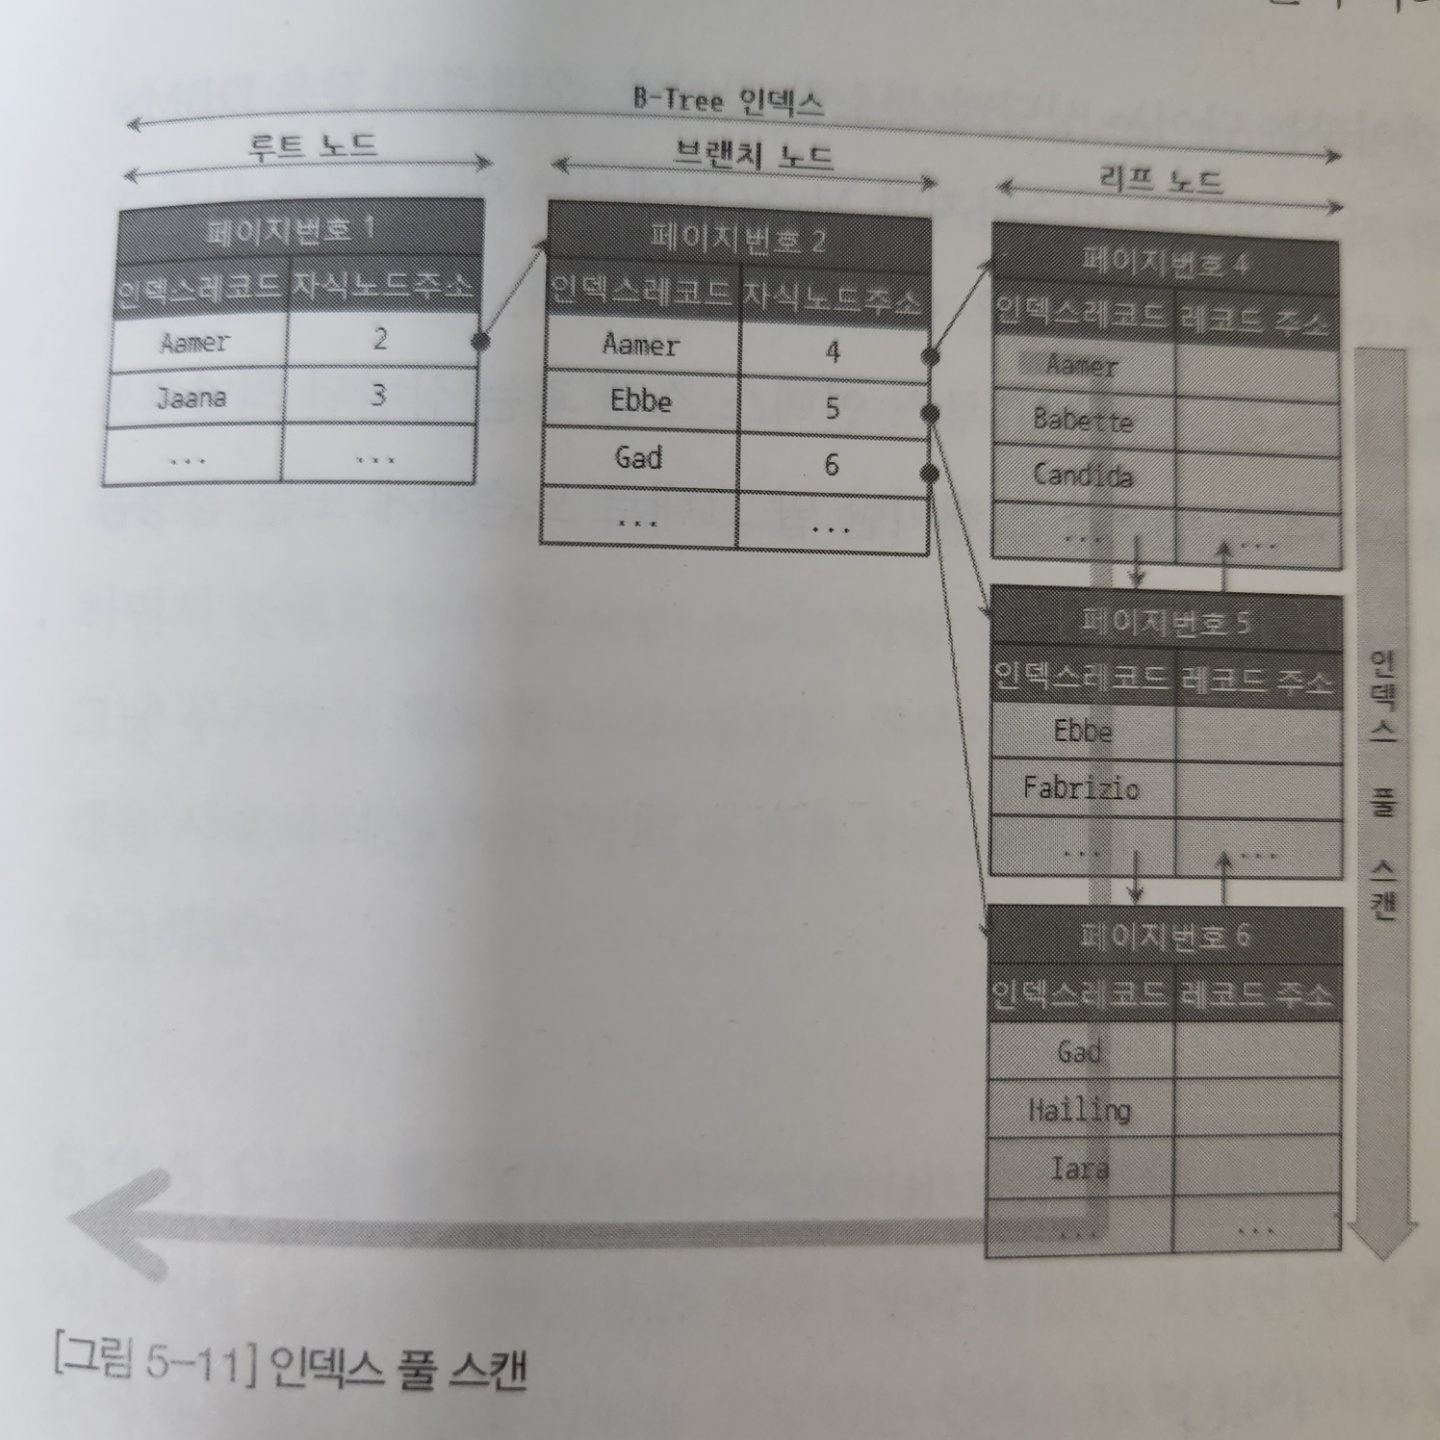 B-Tree 인덱스
루트 노드
브랜치 노드
리프 노드
페이지번호 1
인덱스레코드 자식노드주소
Aamer 2
Jaana 3
... ...
페이지번호 2
인덱스레코드 자식노드주소
Aamer 4
Ebbe 5
Gad 6
... ...
페이지번호 4
인덱스레코드 레코드 주소
Aamer
Babette
Candida
... ...
페이지번호 5
인덱스레코드 레코드 주소
Ebbe
Fabrizio
... ...
페이지번호 6
인덱스레코드 레코드 주소
Gad
Hailing
Iara
... ...
인덱스 풀 스캔
[그림 5-11] 인덱스 풀 스캔